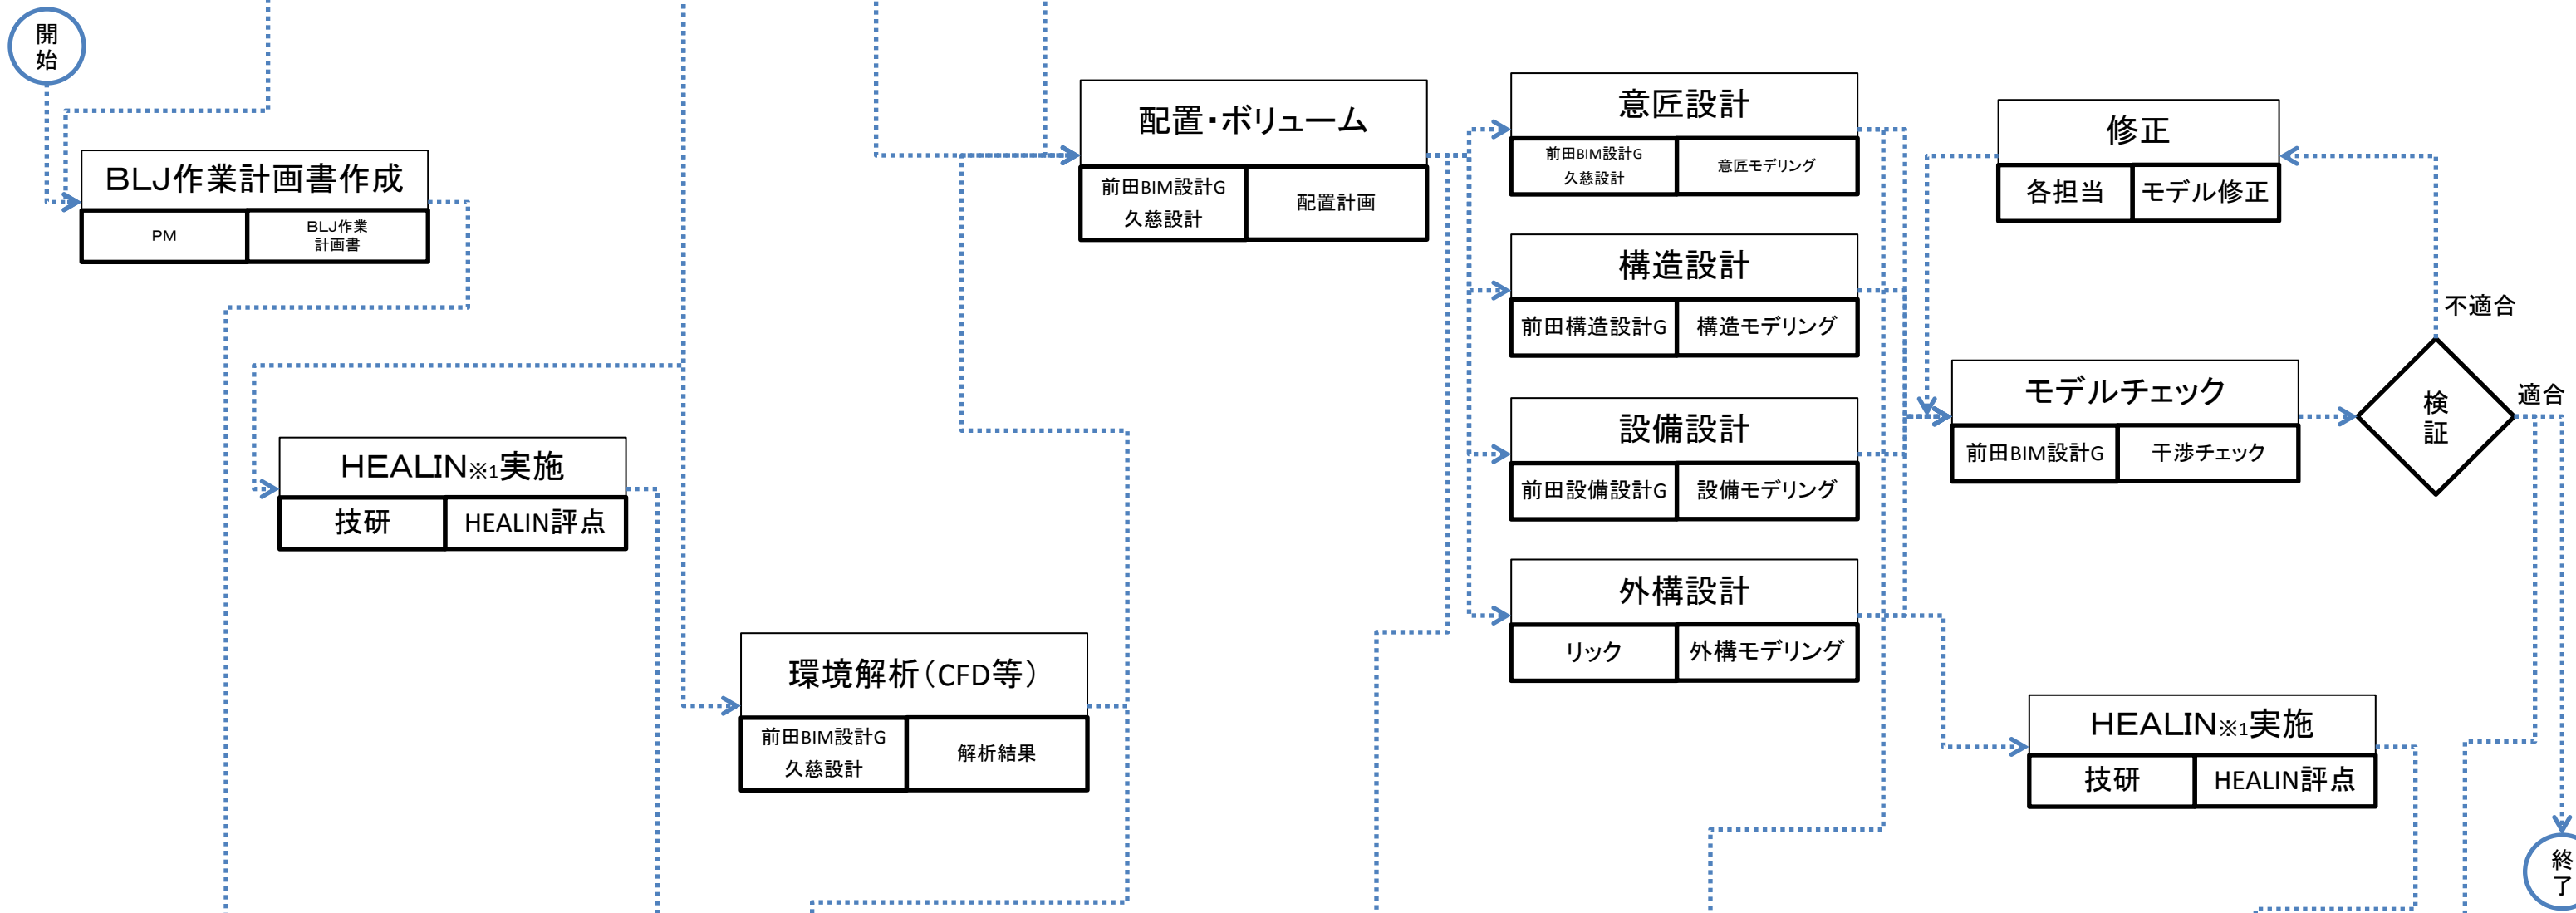 開
始
BLJ作業計画書作成
PM
BLJ作業
計画書
HEALIN※1実施
技研
HEALIN評点
環境解析（CFD等）
前田BIM設計G
久慈設計
解析結果
配置・ボリューム
前田BIM設計G
久慈設計
配置計画
意匠設計
前田BIM設計G
久慈設計
意匠モデリング
構造設計
前田構造設計G
構造モデリング
設備設計
前田設備設計G
設備モデリング
外構設計
リック
外構モデリング
修正
各担当
モデル修正
モデルチェック
前田BIM設計G
干渉チェック
検
証
不適合
適合
HEALIN※1実施
技研
HEALIN評点
終
了